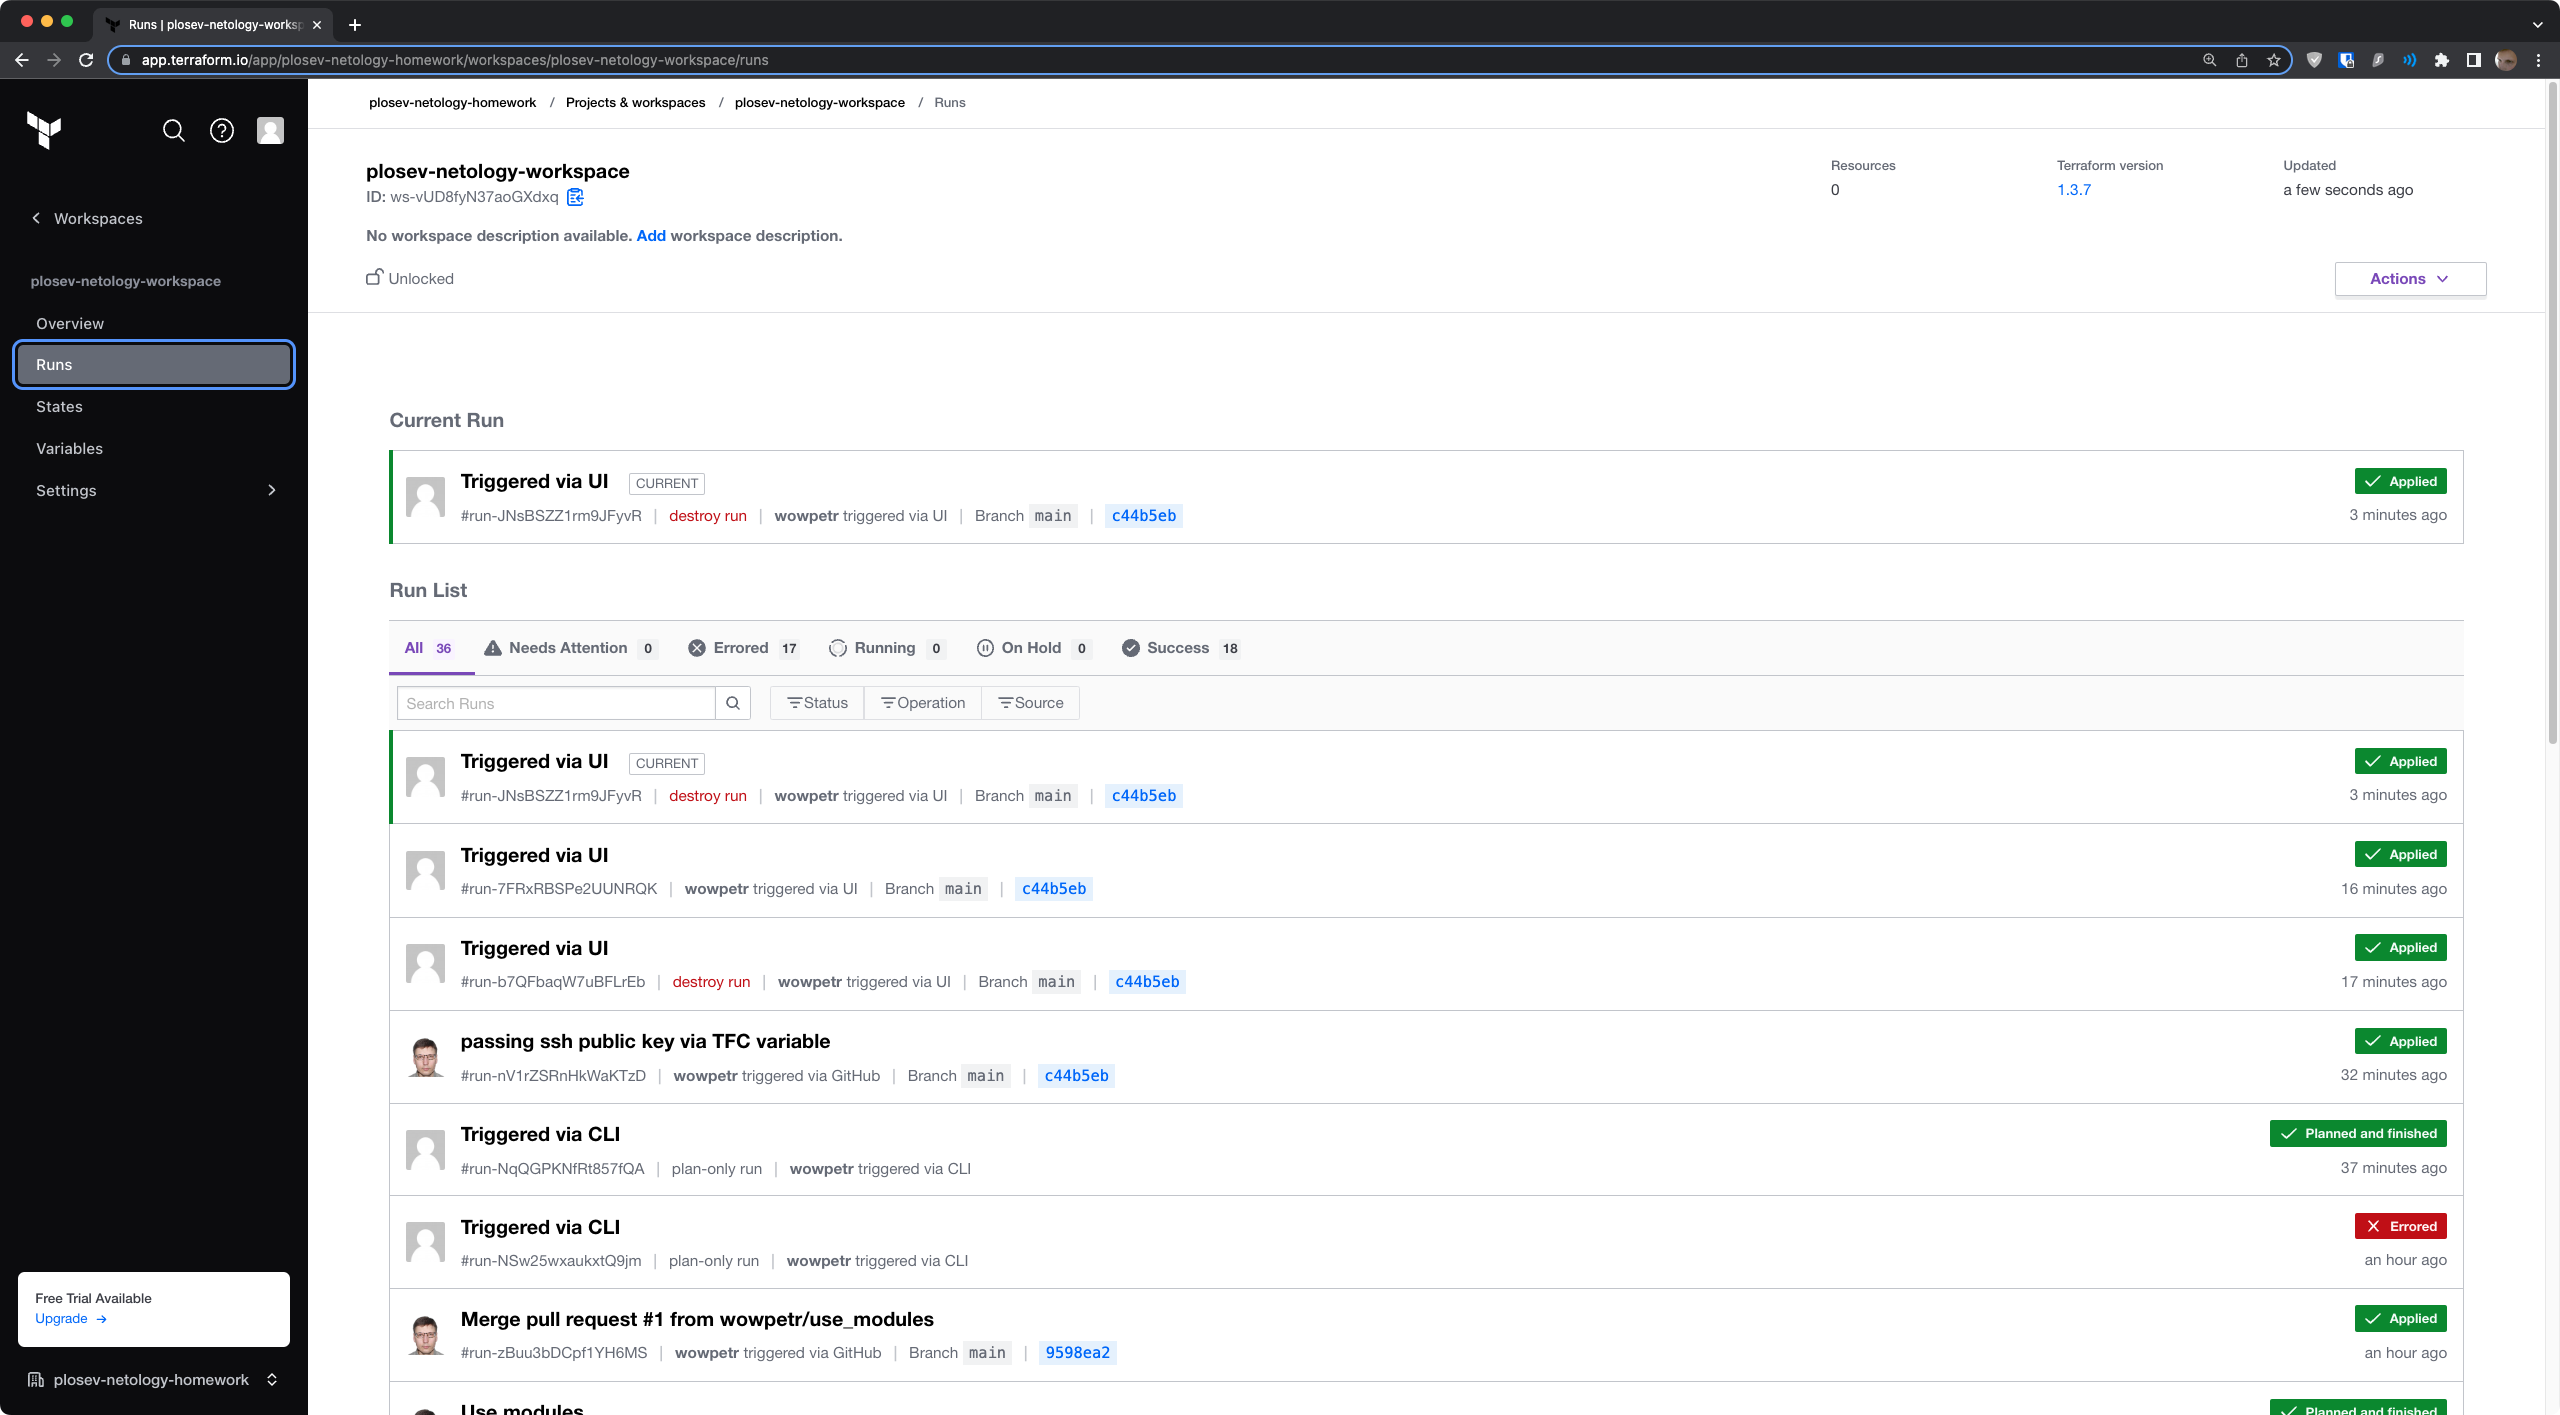 Runs | plosev-netology-worksp
app.terraform.io/app/plosev-netology-homework/workspaces/plosev-netology-workspace/runs
Workspaces
plosev-netology-workspace
Overview
Runs
States
Variables
Settings
Free Trial Available
Upgrade →
plosev-netology-homework
plosev-netology-homework / Projects & workspaces / plosev-netology-workspace / Runs
plosev-netology-workspace
ID: ws-vUD8fyN37aoGXdxq
No workspace description available. Add workspace description.
Unlocked
Resources
0
Terraform version
1.3.7
Updated
a few seconds ago
Actions
Current Run
Triggered via UI CURRENT
#run-JNsBSZZ1rm9JFyvR | destroy run | wowpetr triggered via UI | Branch main | c44b5eb
Applied
3 minutes ago
Run List
All 36 Needs Attention 0 Errored 17 Running 0 On Hold 0 Success 18
Search Runs Status Operation Source
Triggered via UI CURRENT
#run-JNsBSZZ1rm9JFyvR | destroy run | wowpetr triggered via UI | Branch main | c44b5eb
Applied
3 minutes ago
Triggered via UI
#run-7FRxRBSPe2UUNRQK | wowpetr triggered via UI | Branch main | c44b5eb
Applied
16 minutes ago
Triggered via UI
#run-b7QFbaqW7uBFLrEb | destroy run | wowpetr triggered via UI | Branch main | c44b5eb
Applied
17 minutes ago
passing ssh public key via TFC variable
#run-nV1rZSRnHkWaKTzD | wowpetr triggered via GitHub | Branch main | c44b5eb
Applied
32 minutes ago
Triggered via CLI
#run-NqQGPKNfRt857fQA | plan-only run | wowpetr triggered via CLI
Planned and finished
37 minutes ago
Triggered via CLI
#run-NSw25wxaukxtQ9jm | plan-only run | wowpetr triggered via CLI
Errored
an hour ago
Merge pull request #1 from wowpetr/use_modules
#run-zBuu3bDCpf1YH6MS | wowpetr triggered via GitHub | Branch main | 9598ea2
Applied
an hour ago
Use modules
Planned and finished